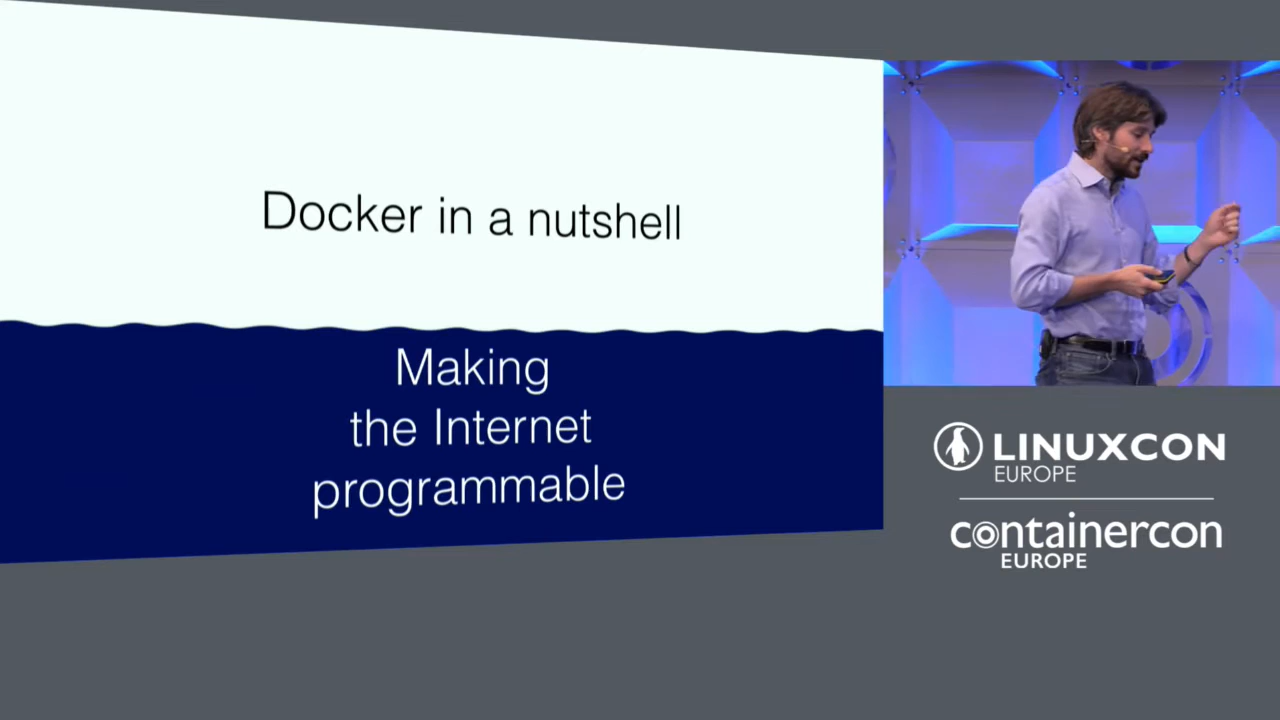 Docker in a nutshell
Making
the Internet
programmable
LINUXCON
EUROPE
containercon
EUROPE